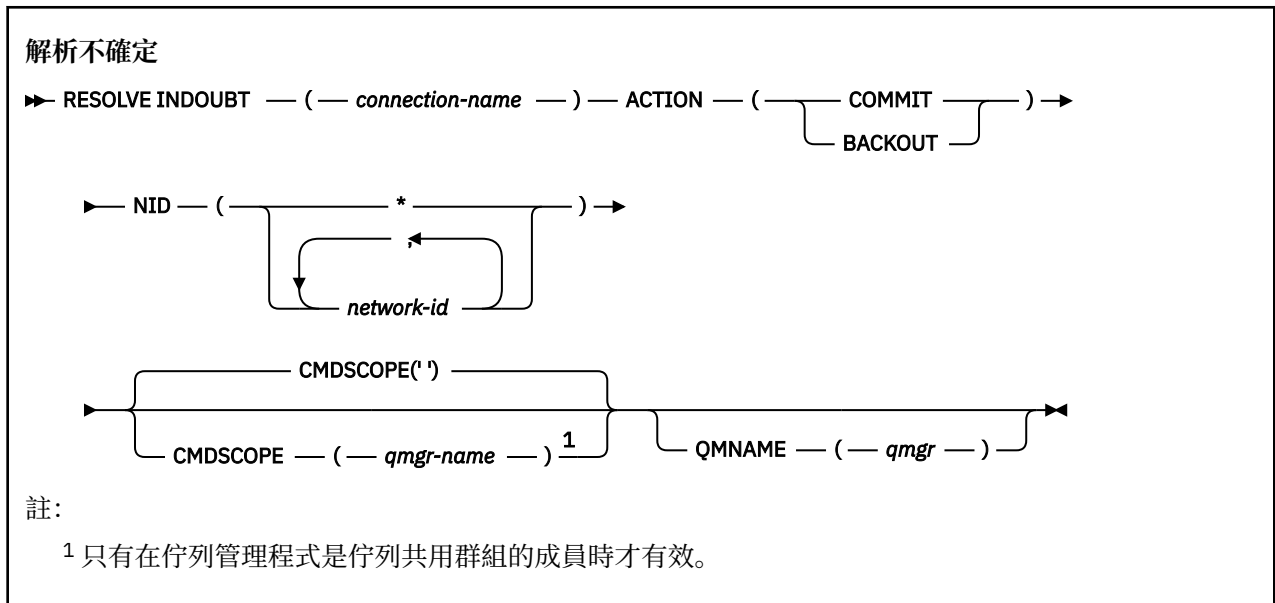 解析不確定
RESOLVE INDOUBT ( connection-name ) ACTION ( COMMIT )
BACKOUT
NID ( * )
,
network-id
CMDSCOPE(' ')
CMDSCOPE ( qmgr-name ) 1
QMNAME ( qmgr )
註:
1 只有在佇列管理程式是佇列共用群組的成員時才有效。